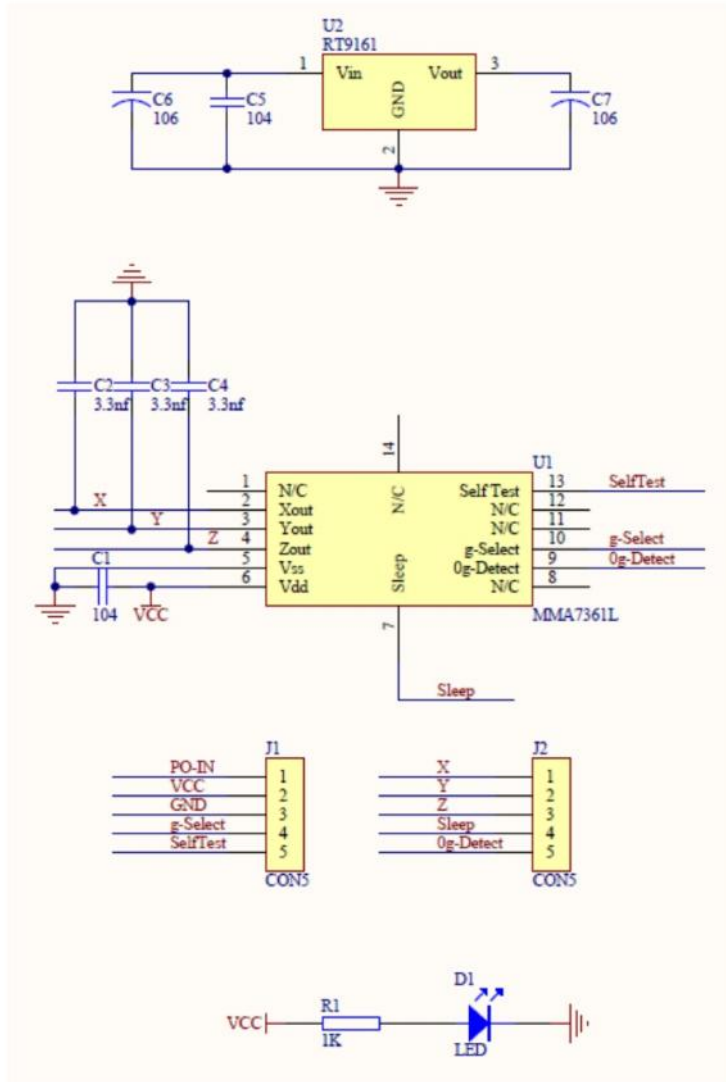 U2
RT9161
1 Vin Vout 3
GND
2
C6
106
C5
104
C7
106
C2 C3 C4
3.3nf 3.3nf 3.3nf
14
N/C
U1
1 N/C Self Test 13 SelfTest
X 2 Xout N/C 12
Y 3 Yout N/C 11
Z 4 Zout g-Select 10 g-Select
5 Vss 0g-Detect 9 0g-Detect
6 Vdd N/C 8
C1
104 VCC
MMA7361L
Sleep
7
Sleep
J1
PO-IN 1
VCC 2
GND 3
g-Select 4
SelfTest 5
CON5
J2
X 1
Y 2
Z 3
Sleep 4
0g-Detect 5
CON5
D1
R1
VCC
1K
LED